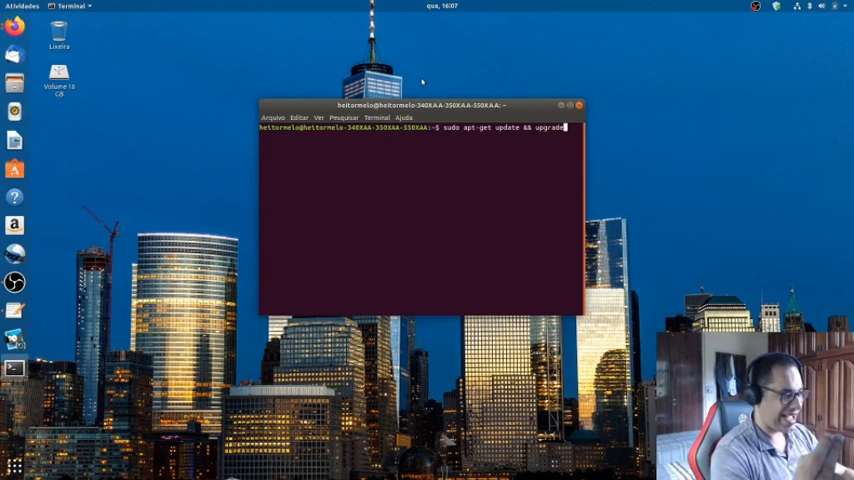 Atividades Terminal qua, 16:07
Lixeira
Volume 18
GB
heitormelo@heitormelo-340XAA-350XAA-550XAA: ~
Arquivo Editar Ver Pesquisar Terminal Ajuda
heitormelo@heitormelo-340XAA-350XAA-550XAA:~$ sudo apt-get update && upgrade